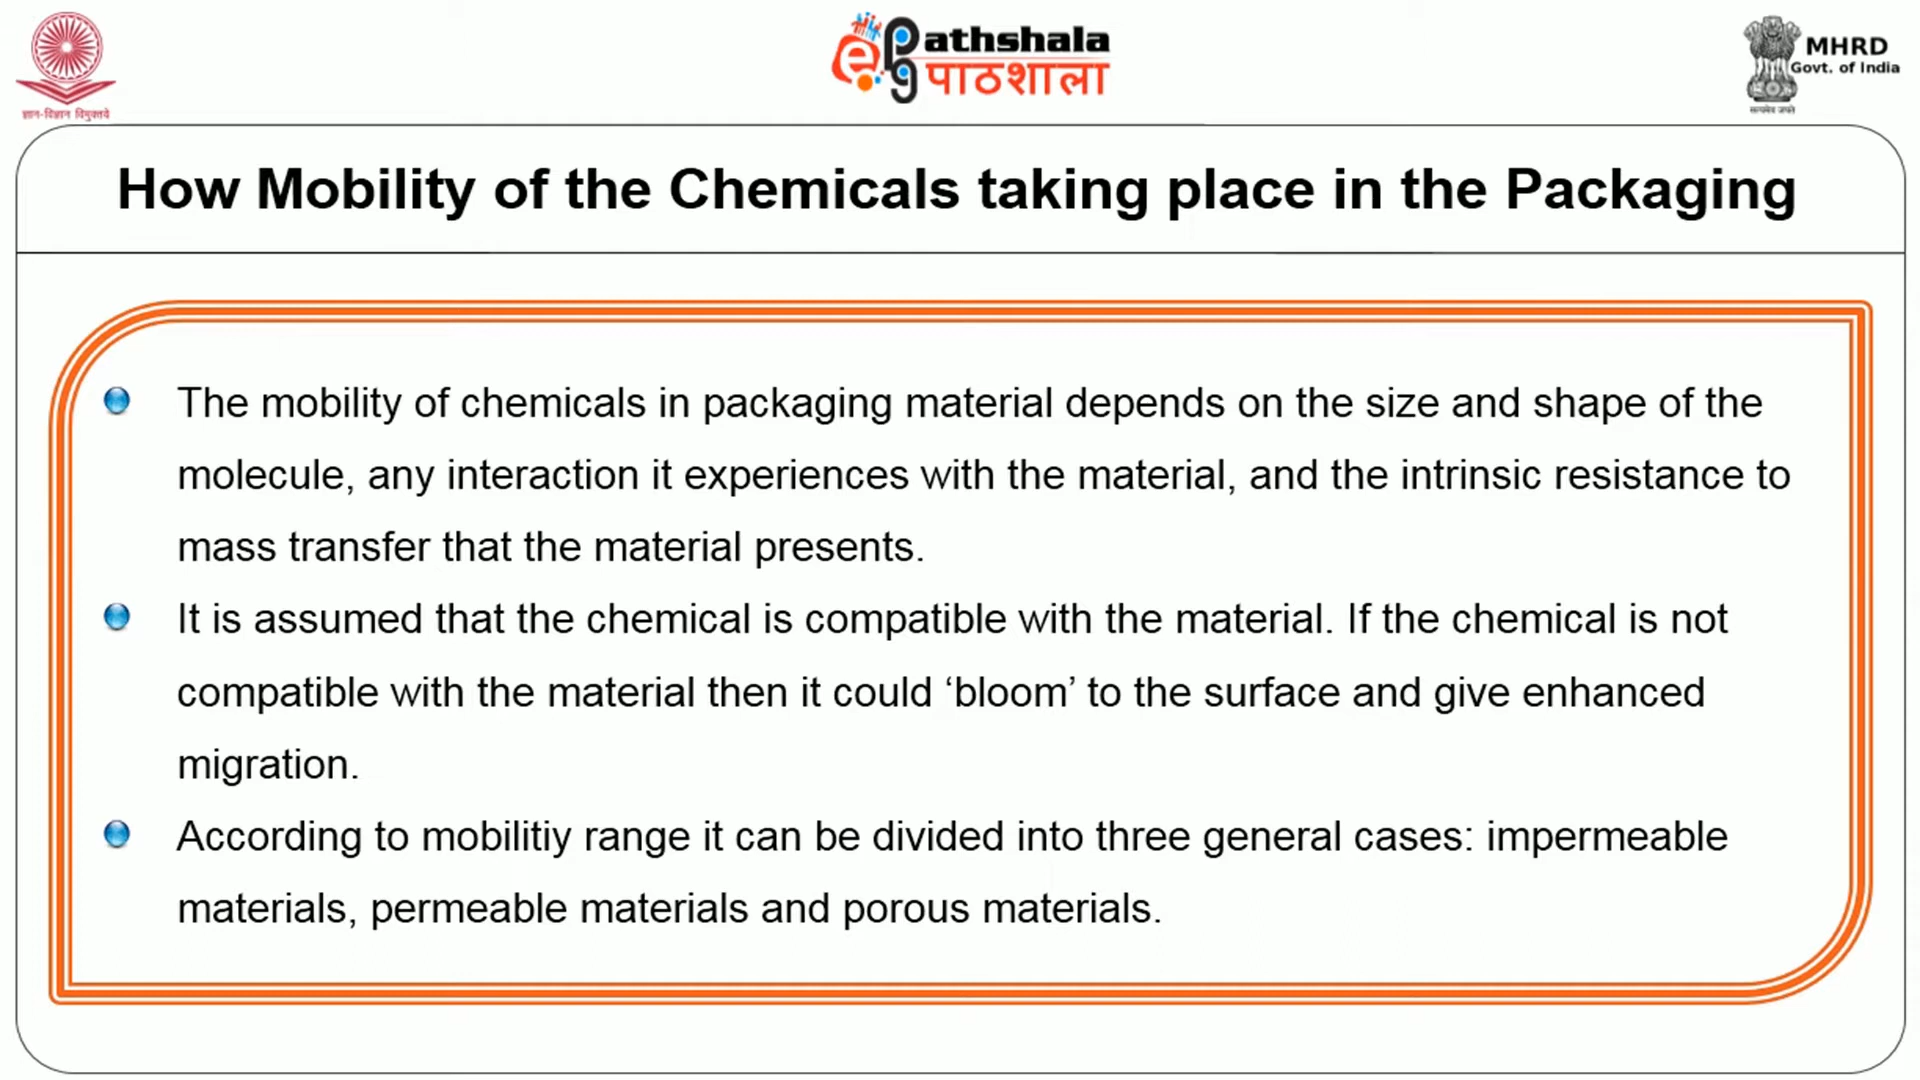 ज्ञान-विज्ञान विमुक्तये
e pg Pathshala
पाठशाला
MHRD
Govt. of India
सत्यमेव जयते
How Mobility of the Chemicals taking place in the Packaging
The mobility of chemicals in packaging material depends on the size and shape of the
molecule, any interaction it experiences with the material, and the intrinsic resistance to
mass transfer that the material presents.
It is assumed that the chemical is compatible with the material. If the chemical is not
compatible with the material then it could ‘bloom’ to the surface and give enhanced
migration.
According to mobilitiy range it can be divided into three general cases: impermeable
materials, permeable materials and porous materials.